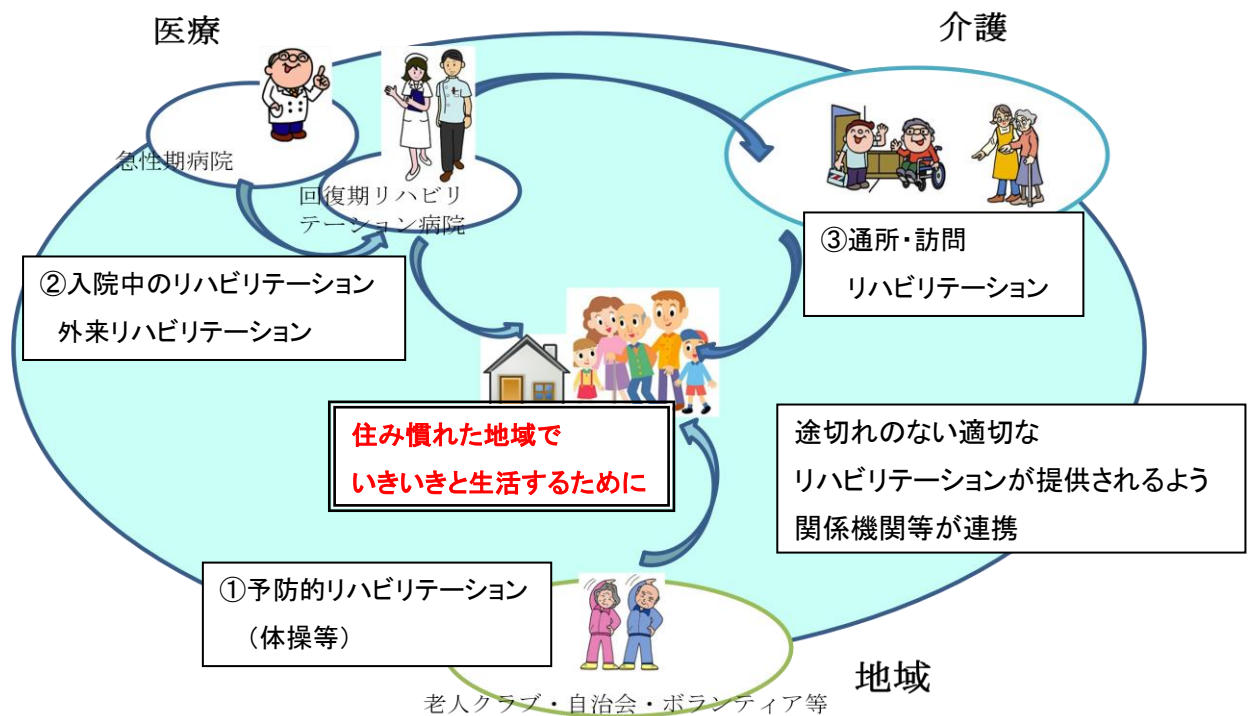 医療
介護
急性期病院
回復期リハビリ
テーション病院
③通所・訪問
リハビリテーション
②入院中のリハビリテーション
外来リハビリテーション
住み慣れた地域で
いきいきと生活するために
途切れのない適切な
リハビリテーションが提供されるよう
関係機関等が連携
①予防的リハビリテーション
（体操等）
地域
老人クラブ・自治会・ボランティア等